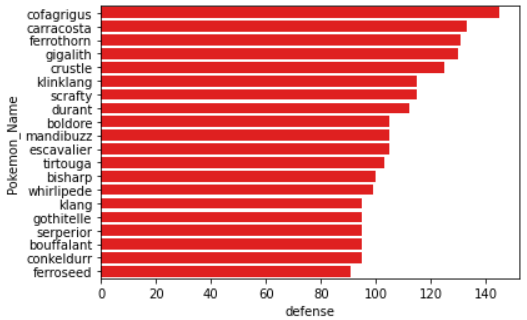 Pokemon_Name
cofagrigus
carracosta
ferrothorn
gigalith
crustle
klinklang
scrafty
durant
boldore
mandibuzz
escavalier
tirtouga
bisharp
whirlipede
klang
gothitelle
serperior
bouffalant
conkeldurr
ferroseed
0 20 40 60 80 100 120 140
defense